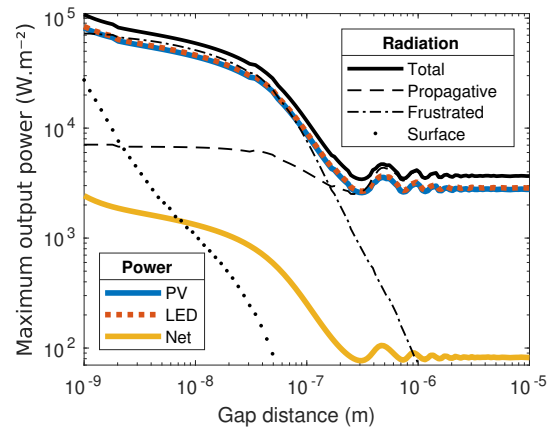 10⁵
10⁴
10³
10²
Maximum output power (W.m⁻²)
Radiation
Total
Propagative
Frustrated
Surface
Power
PV
LED
Net
10⁻⁹
10⁻⁸
10⁻⁷
10⁻⁶
10⁻⁵
Gap distance (m)